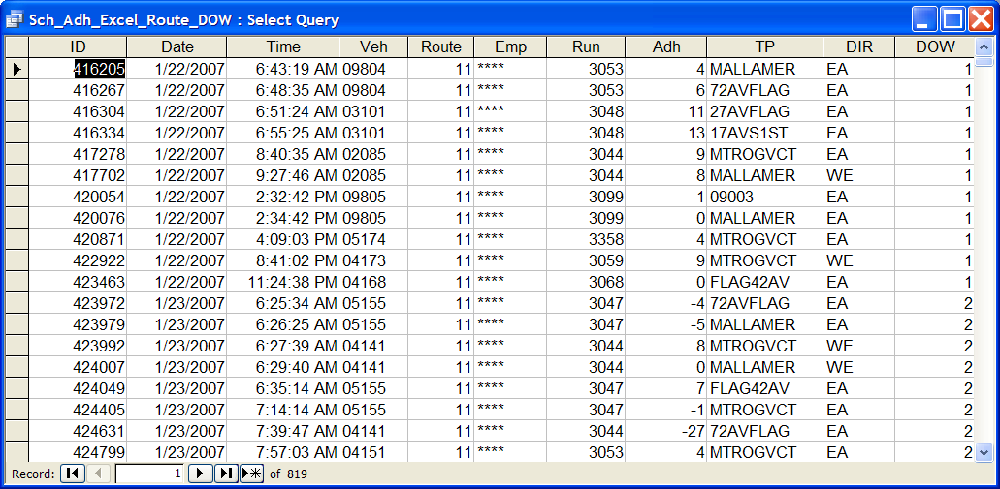 Sch_Adh_Excel_Route_DOW : Select Query
ID Date Time Veh Route Emp Run Adh TP DIR DOW
416205 1/22/2007 6:43:19 AM 09804 11 **** 3053 4 MALLAMER EA 1
416267 1/22/2007 6:48:35 AM 09804 11 **** 3053 6 72AVFLAG EA 1
416304 1/22/2007 6:51:24 AM 03101 11 **** 3048 11 27AVFLAG EA 1
416334 1/22/2007 6:55:25 AM 03101 11 **** 3048 13 17AVS1ST EA 1
417278 1/22/2007 8:40:35 AM 02085 11 **** 3044 9 MTROGVCT EA 1
417702 1/22/2007 9:27:46 AM 02085 11 **** 3044 8 MALLAMER WE 1
420054 1/22/2007 2:32:42 PM 09805 11 **** 3099 1 09003 EA 1
420076 1/22/2007 2:34:42 PM 09805 11 **** 3099 0 MALLAMER EA 1
420871 1/22/2007 4:09:03 PM 05174 11 **** 3358 4 MTROGVCT EA 1
422922 1/22/2007 8:41:02 PM 04173 11 **** 3059 9 MTROGVCT WE 1
423463 1/22/2007 11:24:38 PM 04168 11 **** 3068 0 FLAG42AV EA 1
423972 1/23/2007 6:25:34 AM 05155 11 **** 3047 -4 72AVFLAG EA 2
423979 1/23/2007 6:26:25 AM 05155 11 **** 3047 -5 MALLAMER EA 2
423992 1/23/2007 6:27:39 AM 04141 11 **** 3044 8 MTROGVCT WE 2
424007 1/23/2007 6:29:40 AM 04141 11 **** 3044 0 MALLAMER WE 2
424049 1/23/2007 6:35:14 AM 05155 11 **** 3047 7 FLAG42AV EA 2
424405 1/23/2007 7:14:14 AM 05155 11 **** 3047 -1 MTROGVCT EA 2
424631 1/23/2007 7:39:47 AM 04141 11 **** 3044 -27 72AVFLAG EA 2
424799 1/23/2007 7:57:03 AM 04151 11 **** 3053 4 MTROGVCT EA 2
Record: 1 of 819